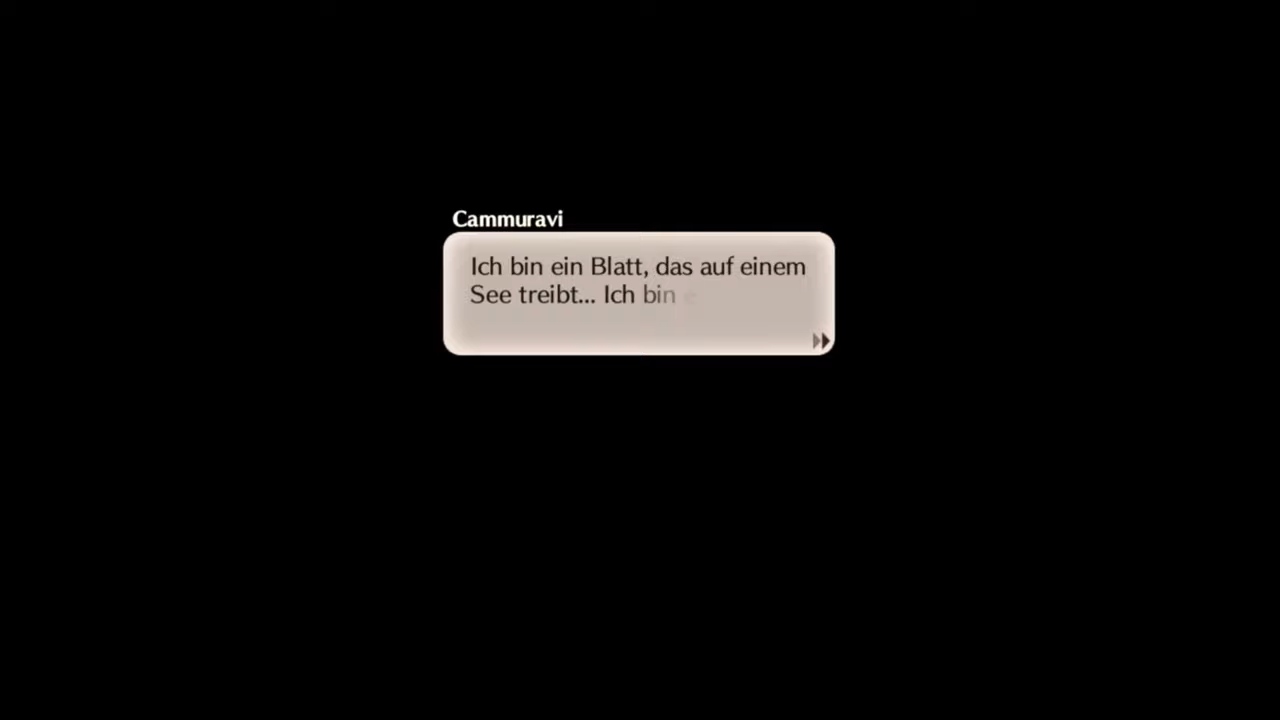 Cammuravi
Ich bin ein Blatt, das auf einem
See treibt... Ich bin e